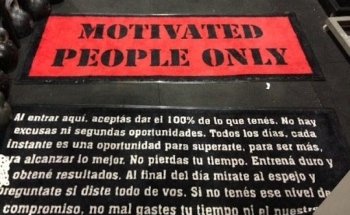 MOTIVATED
PEOPLE ONLY
Al entrar aquí, aceptás dar el 100% de lo que tenés. No hay
excusas ni segundas oportunidades. Todos los días, cada
instante es una oportunidad para superarte, para ser más,
ya alcanzar lo mejor. No pierdas tu tiempo. Entrená duro y
obtené resultados. Al final del día mirate al espejo y
preguntate si diste todo de vos. Si no tenés ese nivel de
compromiso, no mal gastes tu tiempo ni el nuestro